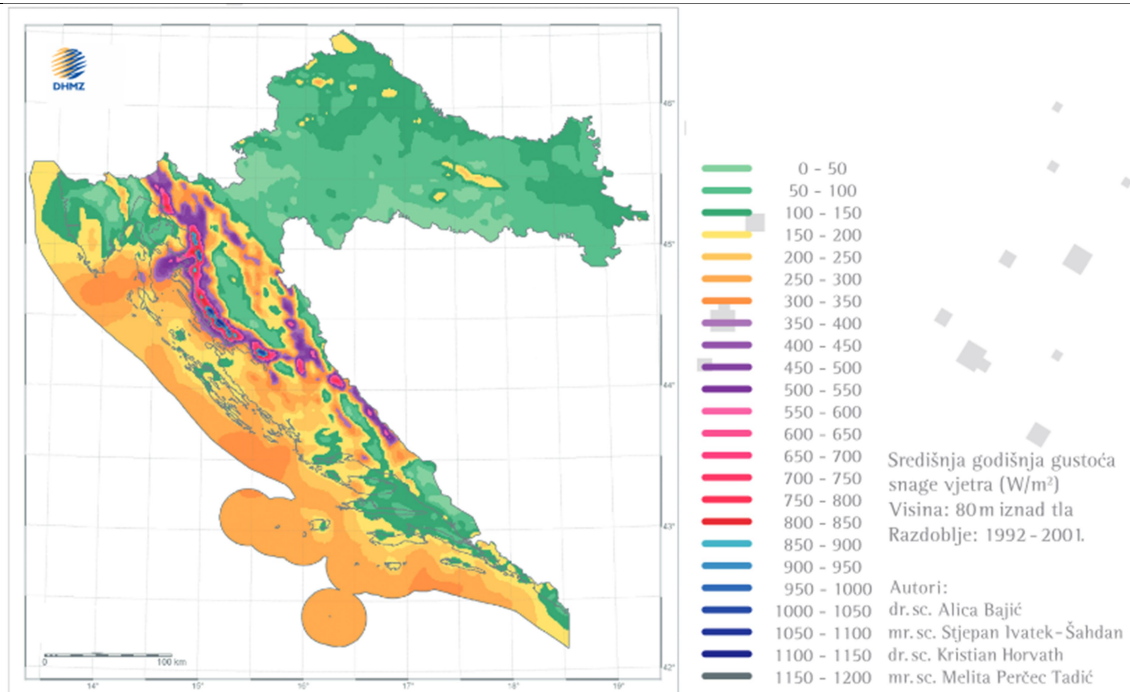 DHMZ
46°
45°
44°
43°
42°
0
100 km
14°
15°
16°
17°
18°
19°
0 - 50
50 - 100
100 - 150
150 - 200
200 - 250
250 - 300
300 - 350
350 - 400
400 - 450
450 - 500
500 - 550
550 - 600
600 - 650
650 - 700
700 - 750
750 - 800
800 - 850
850 - 900
900 - 950
950 - 1000
1000 - 1050
1050 - 1100
1100 - 1150
1150 - 1200
Središnja godišnja gustoća
snage vjetra (W/m²)
Visina: 80 m iznad tla
Razdoblje: 1992 - 2001.
Autori:
dr. sc. Alica Bajić
mr. sc. Stjepan Ivatek-Šahdan
dr. sc. Kristian Horvath
mr. sc. Melita Perčec Tadić